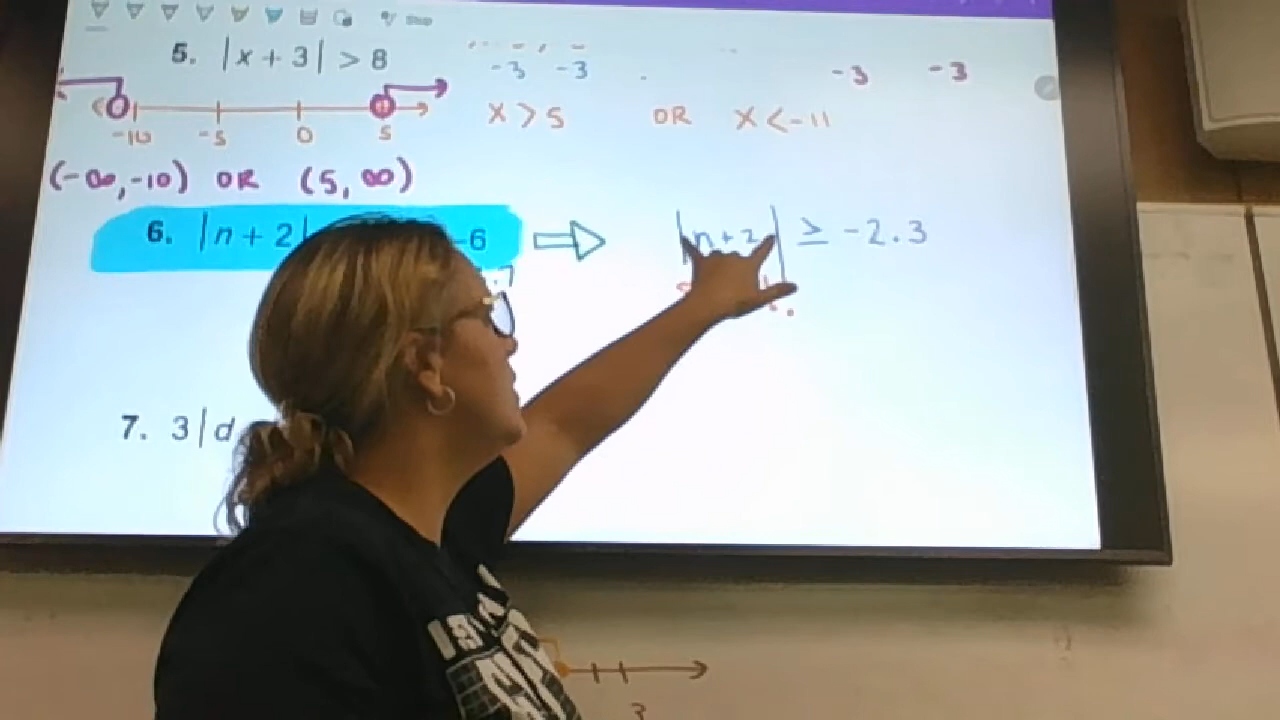 5. |x + 3| > 8
-3 -3
-3 -3
x > 5 OR x < -11
-10 -5 0 5
(-∞, -10) OR (5, ∞)
6. |n + 2| -6
|n + 2| ≥ -2.3
7. 3|d
3